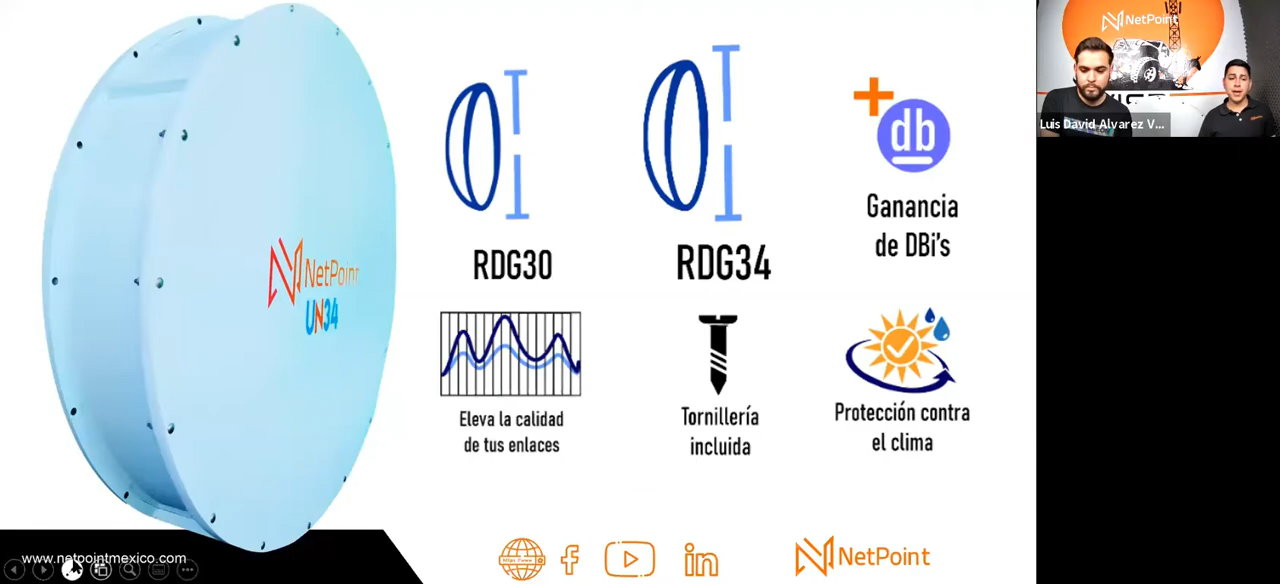 NetPoint
UN34
RDG30
RDG34
db
Ganancia
de DBi's
Eleva la calidad
de tus enlaces
Tornillería
incluida
Protección contra
el clima
www.netpointmexico.com
f
in
NetPoint
NetPoint
Luis David Alvarez V...